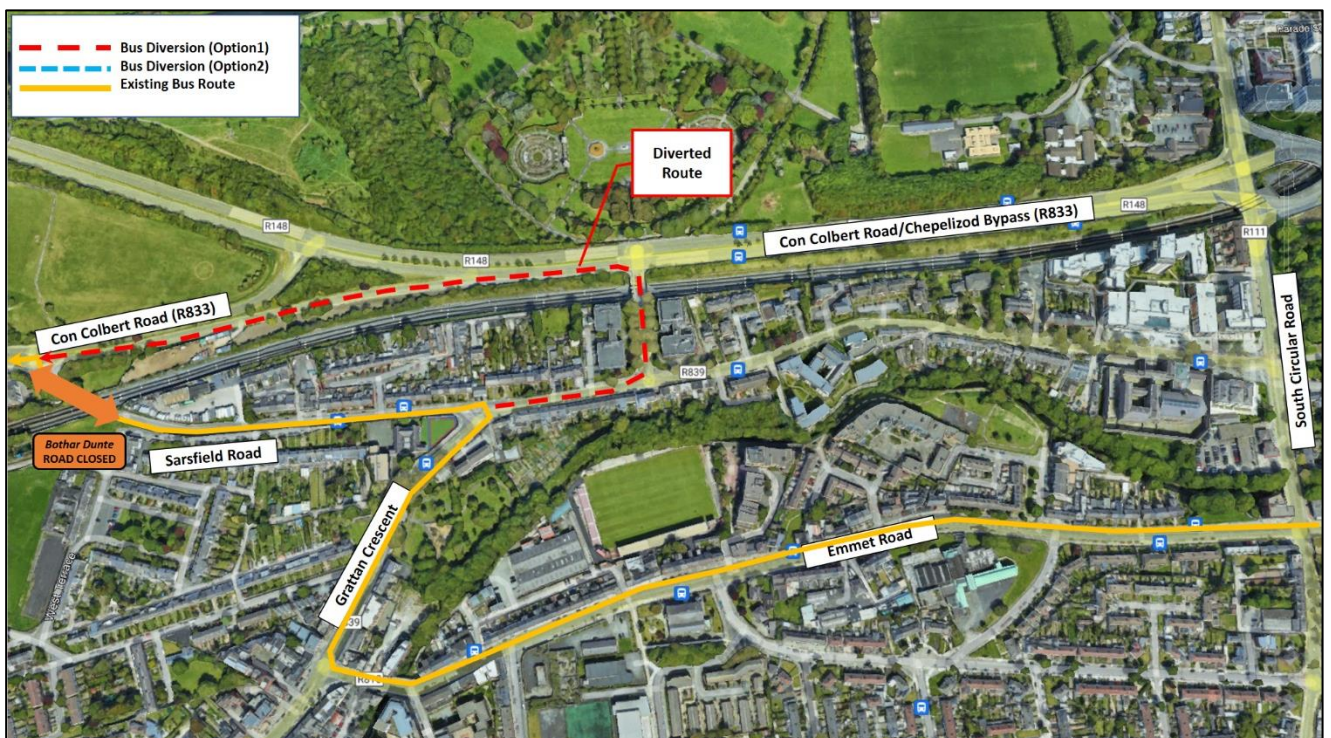 Bus Diversion (Option1)
Bus Diversion (Option2)
Existing Bus Route
Diverted
Route
R148
Con Colbert Road/Chepelizod Bypass (R833)
R148
R148
R111
Con Colbert Road (R833)
South Circular Road
R839
Bothar Dunte
ROAD CLOSED
Sarsfield Road
Grattan Crescent
Emmet Road
West Terrace